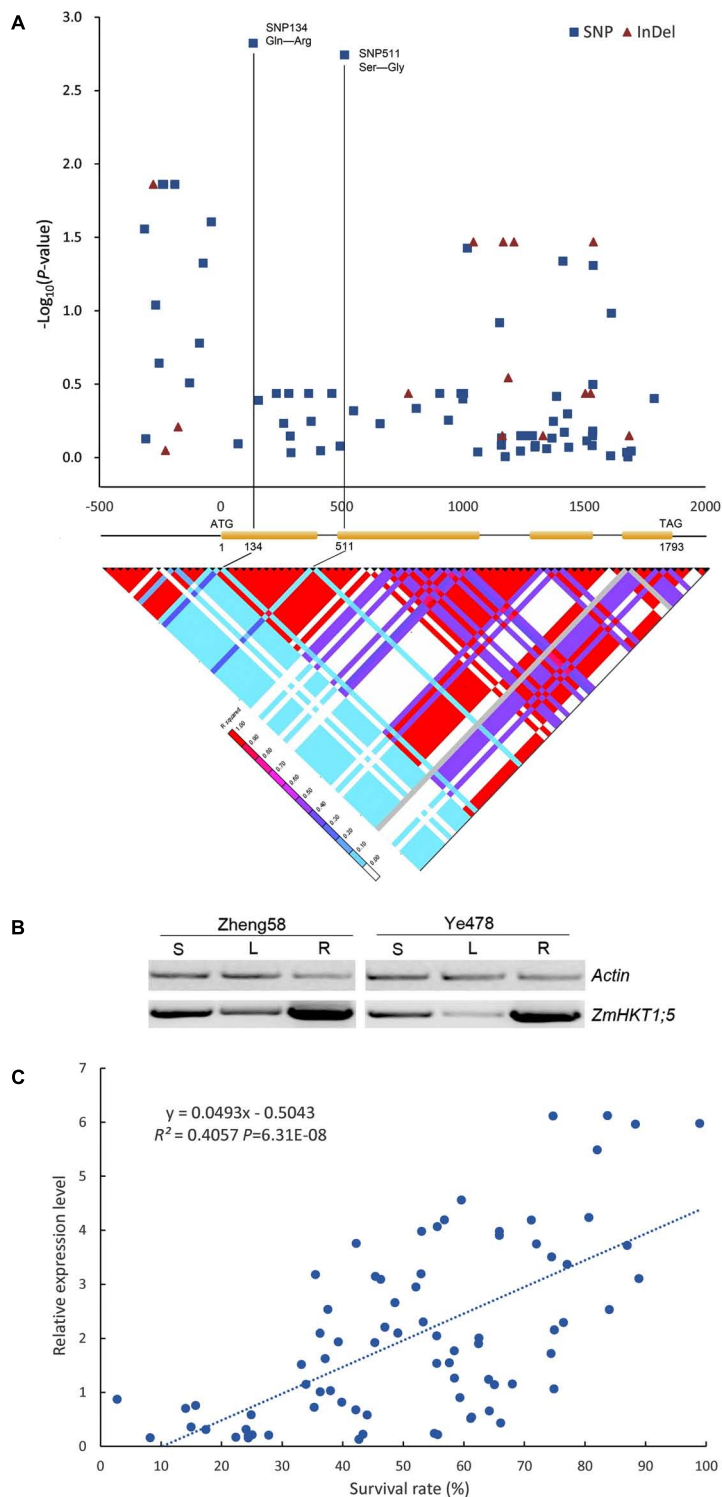 A
3.0
2.5
2.0
1.5
1.0
0.5
0.0
-Log10(P-value)
SNP134
Gln—Arg
SNP511
Ser—Gly
SNP InDel
-500 0 500 1000 1500 2000
ATG TAG
1 134 511 1793
R squared
1.00
0.90
0.80
0.70
0.60
0.50
0.40
0.30
0.20
0.10
0.00
B
Zheng58 Ye478
S L R S L R
Actin
ZmHKT1;5
C
7
6
5
4
3
2
1
0
Relative expression level
y = 0.0493x - 0.5043
R² = 0.4057 P=6.31E-08
0 10 20 30 40 50 60 70 80 90 100
Survival rate (%)